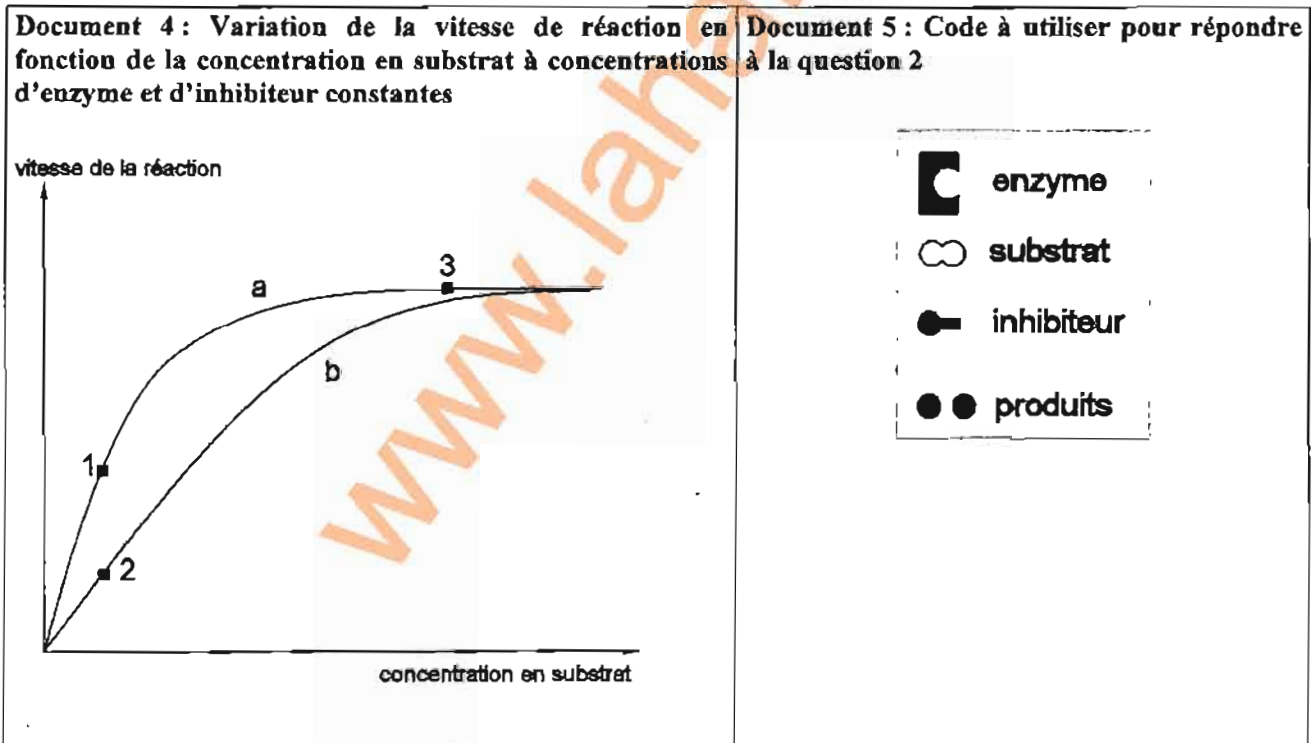 Document 4 : Variation de la vitesse de réaction en
fonction de la concentration en substrat à concentrations
d'enzyme et d'inhibiteur constantes
vitesse de la réaction
a
3
b
1
2
concentration en substrat
Document 5 : Code à utiliser pour répondre
à la question 2
enzyme
substrat
inhibiteur
produits
www.laha